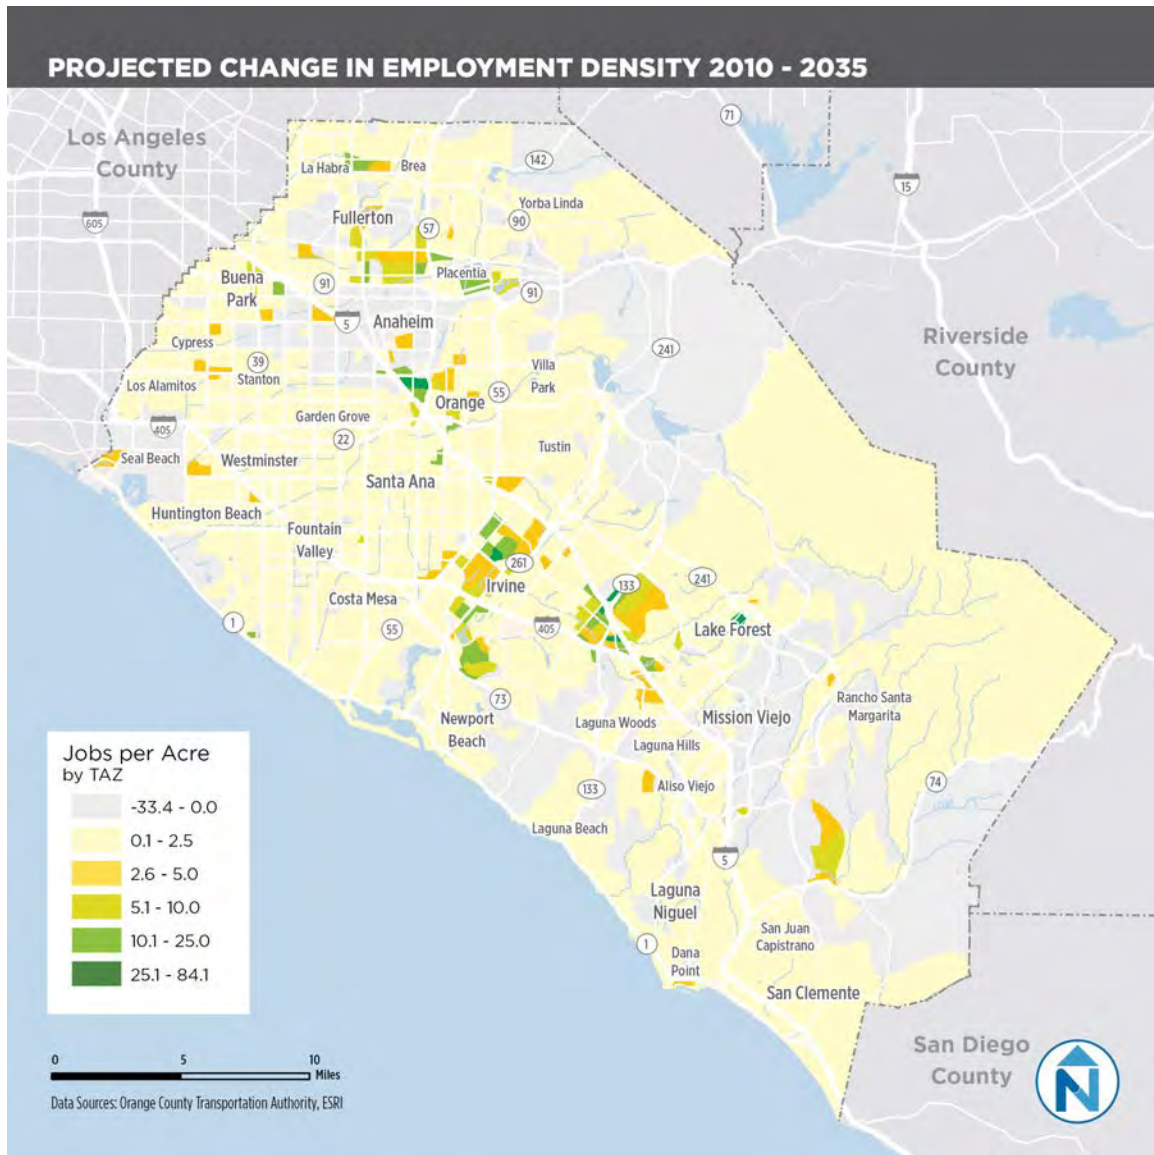 PROJECTED CHANGE IN EMPLOYMENT DENSITY 2010 - 2035
Los Angeles
County
71
142
15
La Habra
Brea
605
Yorba Linda
Fullerton
57
90
Placentia
Buena
Park
91
91
5
Anaheim
Cypress
241
Riverside
County
39
Stanton
Villa
Park
Los Alamitos
55
Orange
Garden Grove
405
22
Tustin
Seal Beach
Westminster
Santa Ana
Huntington Beach
Fountain
Valley
261
Irvine
133
241
Costa Mesa
1
55
405
Lake Forest
73
Rancho Santa
Margarita
Newport
Beach
Laguna Woods
Mission Viejo
Laguna Hills
74
133
Aliso Viejo
Laguna Beach
5
Laguna
Niguel
San Juan
Capistrano
1
Dana
Point
San Clemente
San Diego
County
N
Jobs per Acre
by TAZ
-33.4 - 0.0
0.1 - 2.5
2.6 - 5.0
5.1 - 10.0
10.1 - 25.0
25.1 - 84.1
0 5 10
Miles
Data Sources: Orange County Transportation Authority, ESRI